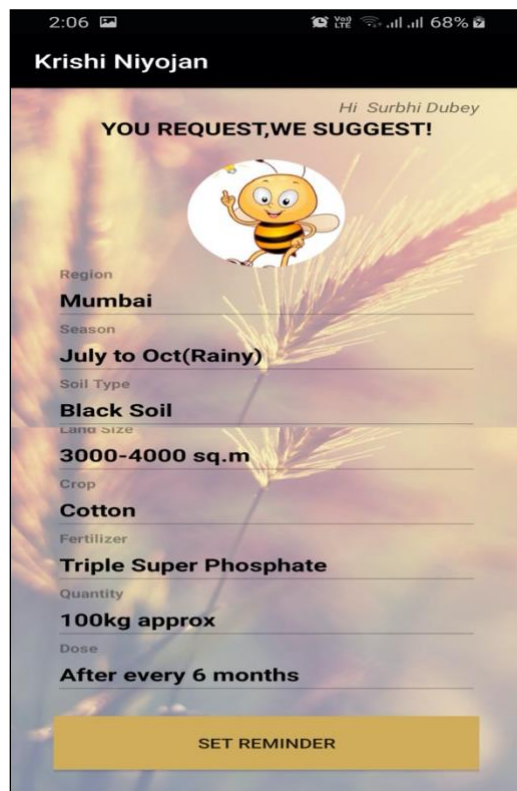 2:06 68%
Krishi Niyojan
Hi Surbhi Dubey
YOU REQUEST,WE SUGGEST!
Region
Mumbai
Season
July to Oct(Rainy)
Soil Type
Black Soil
Land Size
3000-4000 sq.m
Crop
Cotton
Fertilizer
Triple Super Phosphate
Quantity
100kg approx
Dose
After every 6 months
SET REMINDER